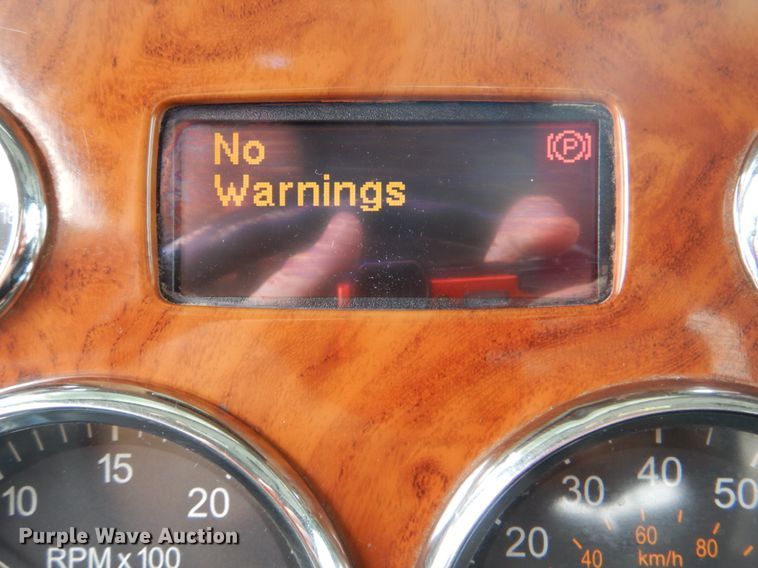 No
Warnings
(P)
10 15 20
RPM x 100
20 30 40 50
40 60 80
km/h
Purple Wave Auction